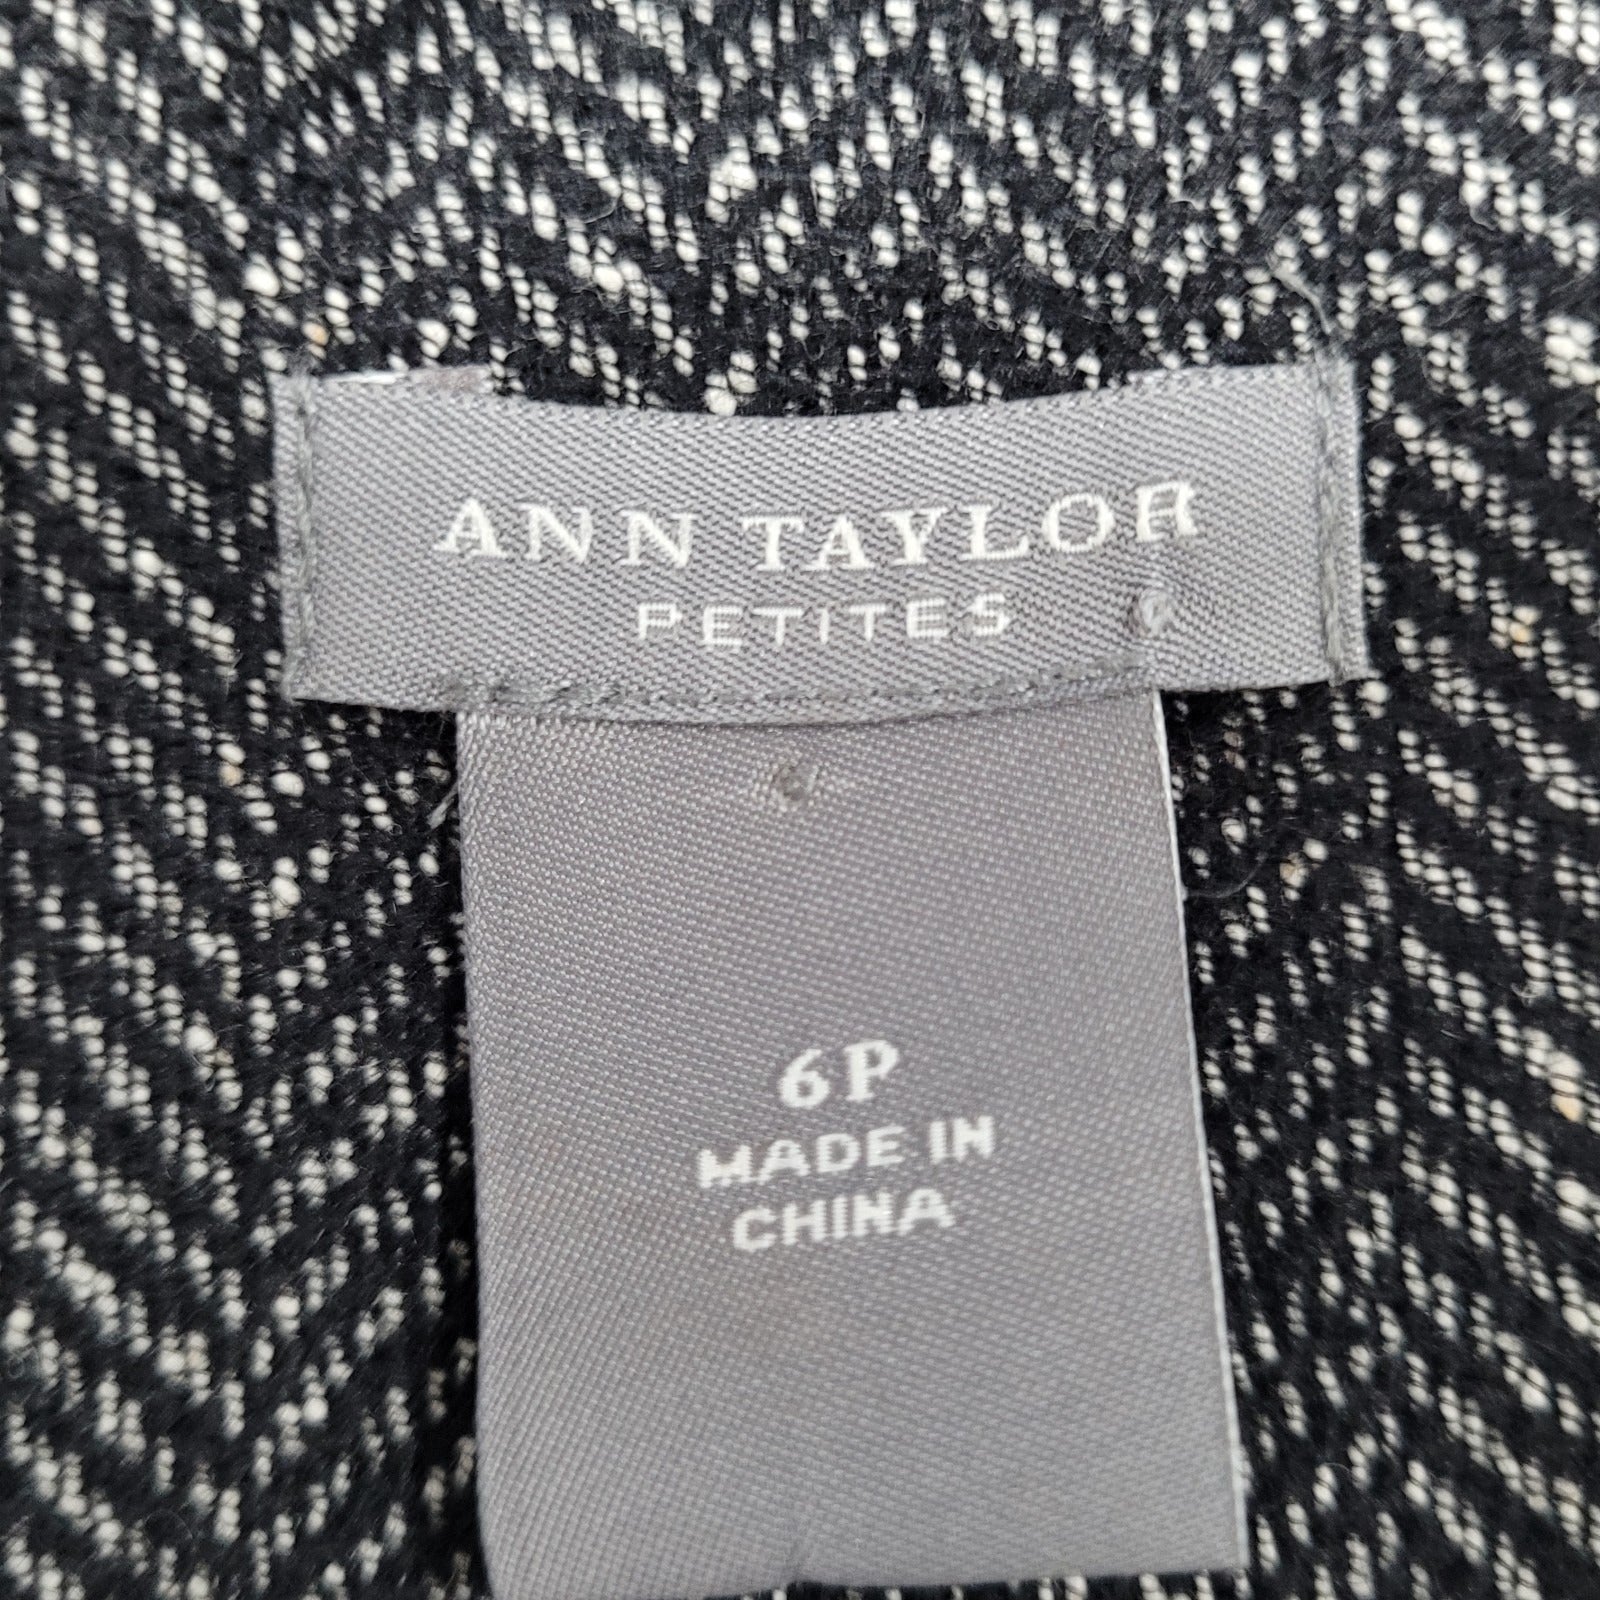 ANN TAYLOR
PETITES
6P
MADE IN
CHINA